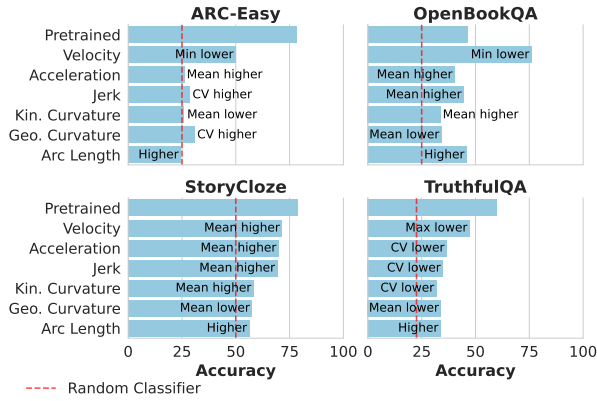 ARC-Easy
OpenBookQA
Pretrained
Velocity
Min lower
Min lower
Acceleration
Mean higher
Mean higher
Jerk
CV higher
Mean higher
Kin. Curvature
Mean lower
Mean higher
Geo. Curvature
CV higher
Mean lower
Arc Length
Higher
Higher
StoryCloze
TruthfulQA
Pretrained
Velocity
Mean higher
Max lower
Acceleration
Mean higher
CV lower
Jerk
Mean higher
CV lower
Kin. Curvature
Mean higher
CV lower
Geo. Curvature
Mean lower
Mean lower
Arc Length
Higher
Higher
0 25 50 75 100
0 25 50 75 100
Accuracy
Accuracy
Random Classifier